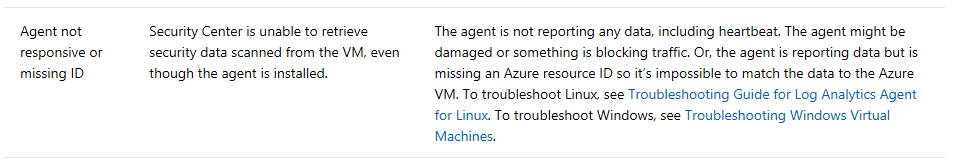 Agent not
responsive or
missing ID
Security Center is unable to retrieve
security data scanned from the VM, even
though the agent is installed.
The agent is not reporting any data, including heartbeat. The agent might be
damaged or something is blocking traffic. Or, the agent is reporting data but is
missing an Azure resource ID so it's impossible to match the data to the Azure
VM. To troubleshoot Linux, see Troubleshooting Guide for Log Analytics Agent
for Linux. To troubleshoot Windows, see Troubleshooting Windows Virtual
Machines.